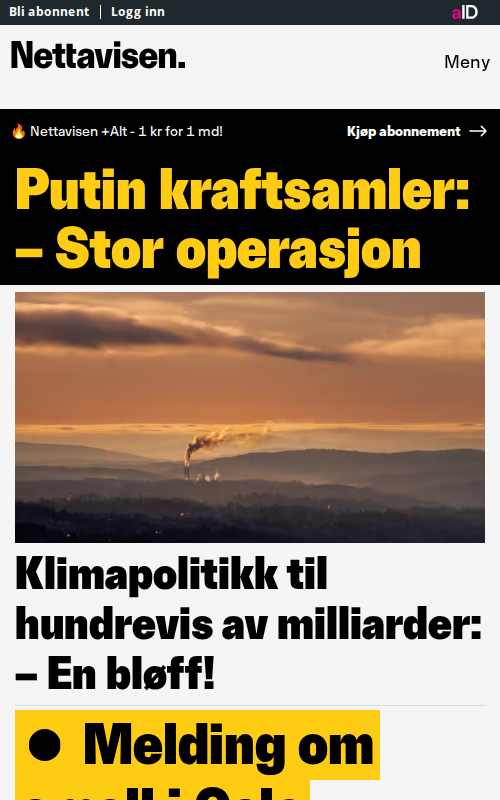 Bli abonnent | Logg inn
aID
Nettavisen.
Meny
🔥 Nettavisen +Alt - 1 kr for 1 md!
Kjøp abonnement →
Putin kraftsamler:
– Stor operasjon
Klimapolitikk til
hundrevis av milliarder:
– En bløff!
● Melding om